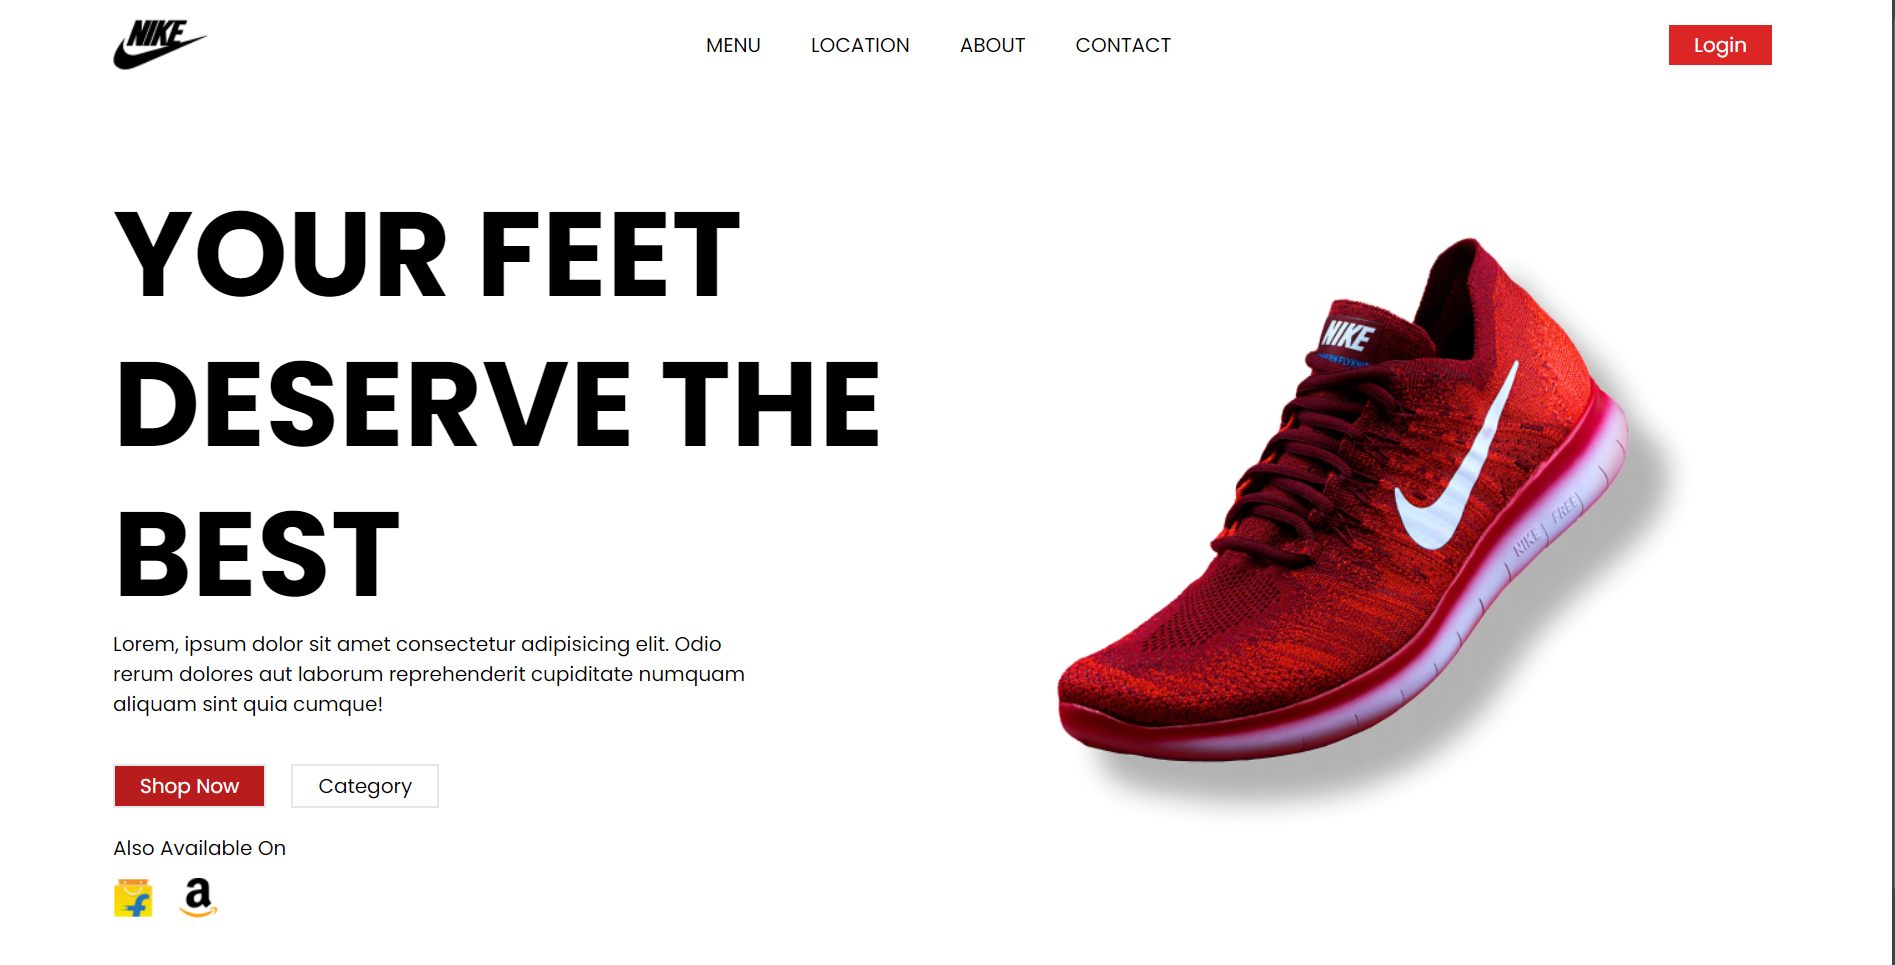 NIKE
MENU LOCATION ABOUT CONTACT
Login
YOUR FEET
DESERVE THE
BEST
Lorem, ipsum dolor sit amet consectetur adipisicing elit. Odio
rerum dolores aut laborum reprehenderit cupiditate numquam
aliquam sint quia cumque!
Shop Now Category
Also Available On
a
NIKE
NIKE FREE